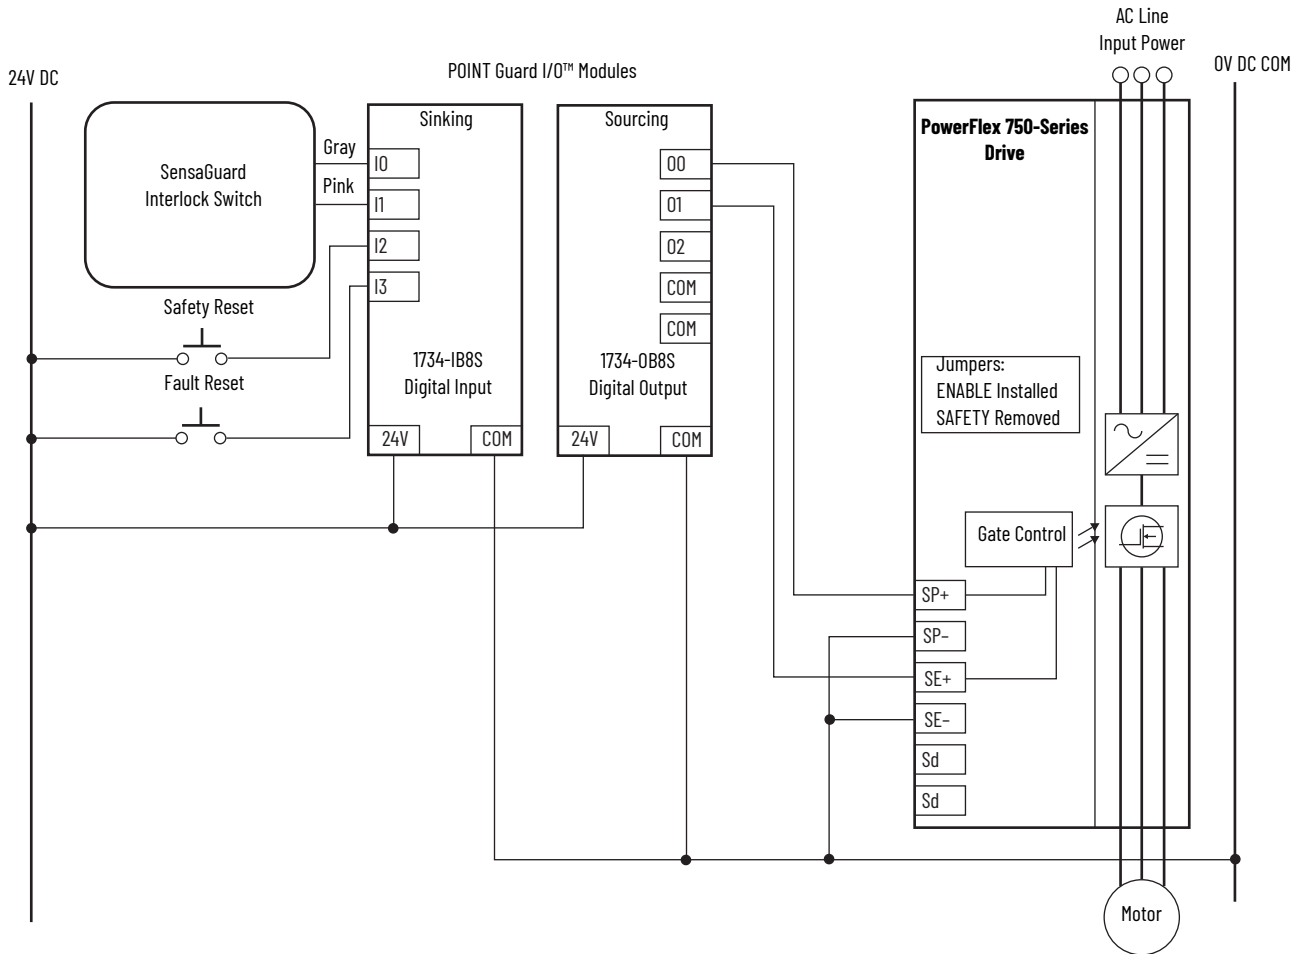 AC Line
Input Power
24V DC
POINT Guard I/O™ Modules
0V DC COM
Sinking
Sourcing
PowerFlex 750-Series
Drive
SensaGuard
Interlock Switch
Gray
Pink
I0
I1
I2
I3
O0
O1
O2
COM
COM
Safety Reset
Fault Reset
1734-IB8S
Digital Input
1734-OB8S
Digital Output
Jumpers:
ENABLE Installed
SAFETY Removed
24V
COM
24V
COM
Gate Control
SP+
SP–
SE+
SE–
Sd
Sd
Motor